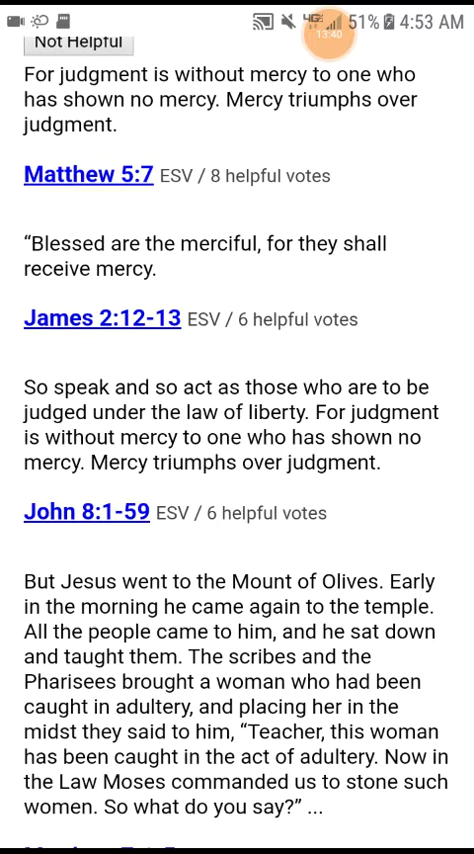 51% 4:53 AM
13:40
Not Helpful
For judgment is without mercy to one who
has shown no mercy. Mercy triumphs over
judgment.
Matthew 5:7 ESV / 8 helpful votes
“Blessed are the merciful, for they shall
receive mercy.
James 2:12-13 ESV / 6 helpful votes
So speak and so act as those who are to be
judged under the law of liberty. For judgment
is without mercy to one who has shown no
mercy. Mercy triumphs over judgment.
John 8:1-59 ESV / 6 helpful votes
But Jesus went to the Mount of Olives. Early
in the morning he came again to the temple.
All the people came to him, and he sat down
and taught them. The scribes and the
Pharisees brought a woman who had been
caught in adultery, and placing her in the
midst they said to him, “Teacher, this woman
has been caught in the act of adultery. Now in
the Law Moses commanded us to stone such
women. So what do you say?” ...